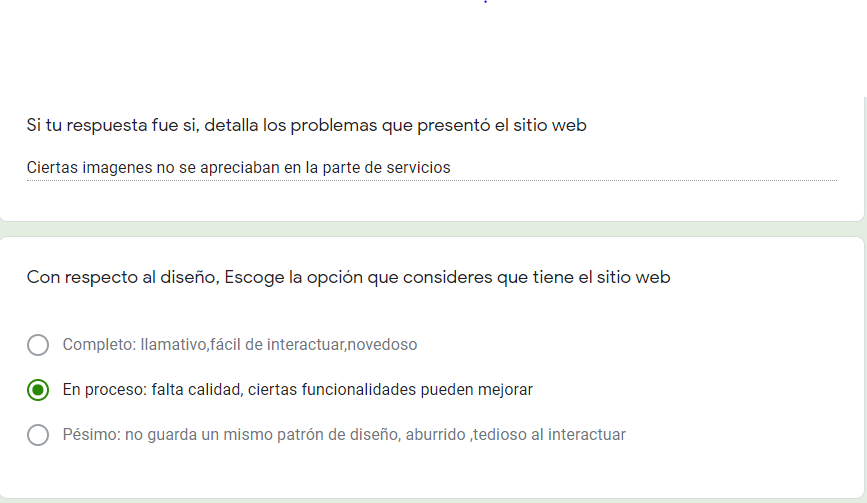 Si tu respuesta fue si, detalla los problemas que presentó el sitio web
Ciertas imagenes no se apreciaban en la parte de servicios
Con respecto al diseño, Escoge la opción que consideres que tiene el sitio web
Completo: llamativo,fácil de interactuar,novedoso
En proceso: falta calidad, ciertas funcionalidades pueden mejorar
Pésimo: no guarda un mismo patrón de diseño, aburrido ,tedioso al interactuar